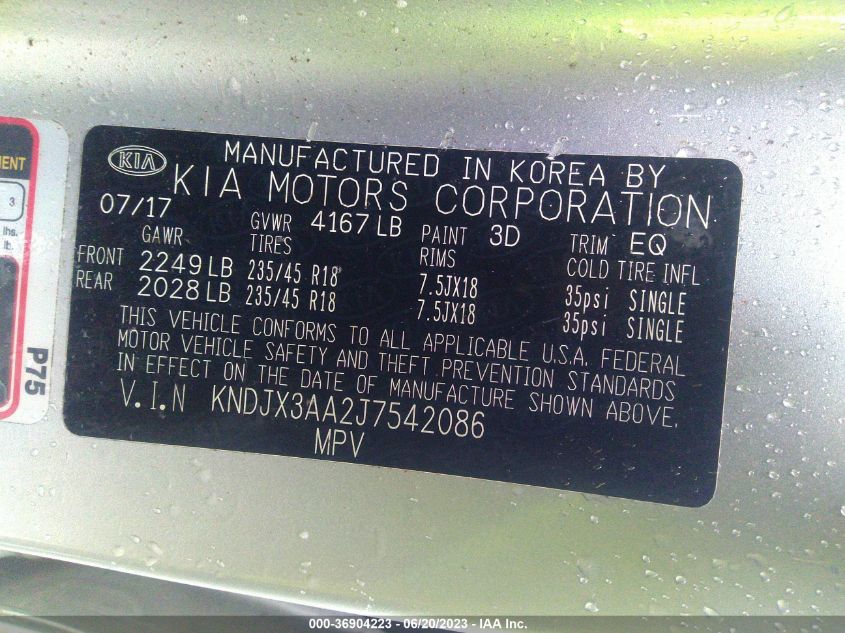 MENT
3
lhs.
lb.
P75
KIA
MANUFACTURED IN KOREA BY
KIA MOTORS CORPORATION
07/17 GVWR 4167 LB PAINT 3D TRIM EQ
GAWR TIRES RIMS COLD TIRE INFL
FRONT 2249 LB 235/45 R18 7.5JX18 35psi SINGLE
REAR 2028 LB 235/45 R18 7.5JX18 35psi SINGLE
THIS VEHICLE CONFORMS TO ALL APPLICABLE U.S.A. FEDERAL
MOTOR VEHICLE SAFETY AND THEFT PREVENTION STANDARDS
IN EFFECT ON THE DATE OF MANUFACTURE SHOWN ABOVE.
V.I.N KNDJX3AA2J7542086
MPV
000-36904223 - 06/20/2023 - IAA Inc.